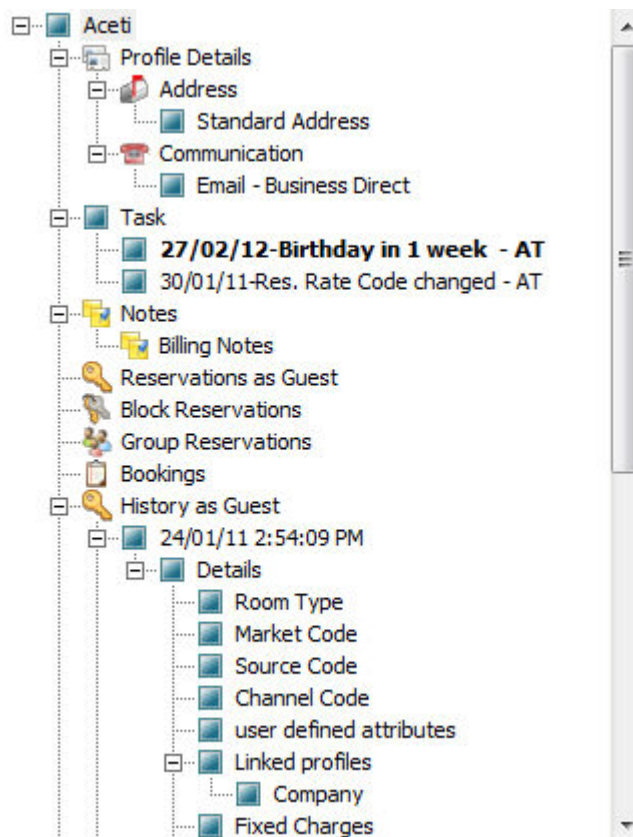 Aceti
Profile Details
Address
Standard Address
Communication
Email - Business Direct
Task
27/02/12-Birthday in 1 week - AT
30/01/11-Res. Rate Code changed - AT
Notes
Billing Notes
Reservations as Guest
Block Reservations
Group Reservations
Bookings
History as Guest
24/01/11 2:54:09 PM
Details
Room Type
Market Code
Source Code
Channel Code
user defined attributes
Linked profiles
Company
Fixed Charges